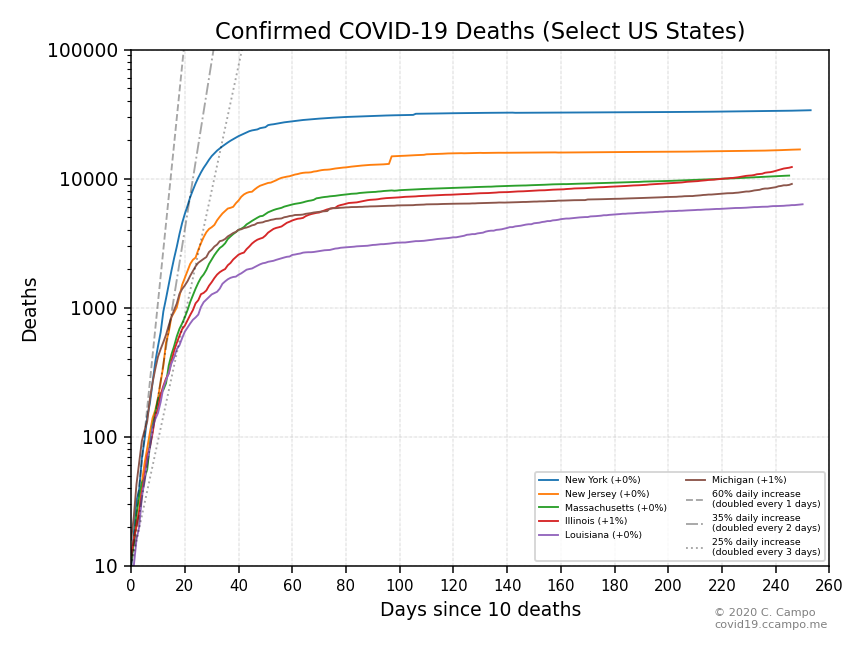 Confirmed COVID-19 Deaths (Select US States)
100000
10000
1000
100
10
Deaths
0 20 40 60 80 100 120 140 160 180 200 220 240 260
Days since 10 deaths
New York (+0%)
New Jersey (+0%)
Massachusetts (+0%)
Illinois (+1%)
Louisiana (+0%)
Michigan (+1%)
60% daily increase
(doubled every 1 days)
35% daily increase
(doubled every 2 days)
25% daily increase
(doubled every 3 days)
© 2020 C. Campo
covid19.ccampo.me